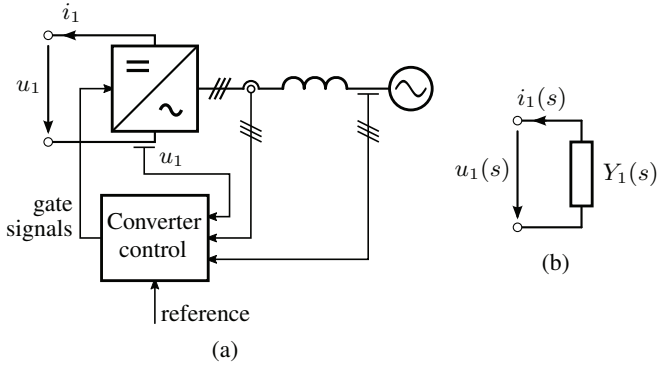 i₁
u₁
u₁
gate
signals
Converter
control
reference
(a)
i₁(s)
u₁(s)
Y₁(s)
(b)